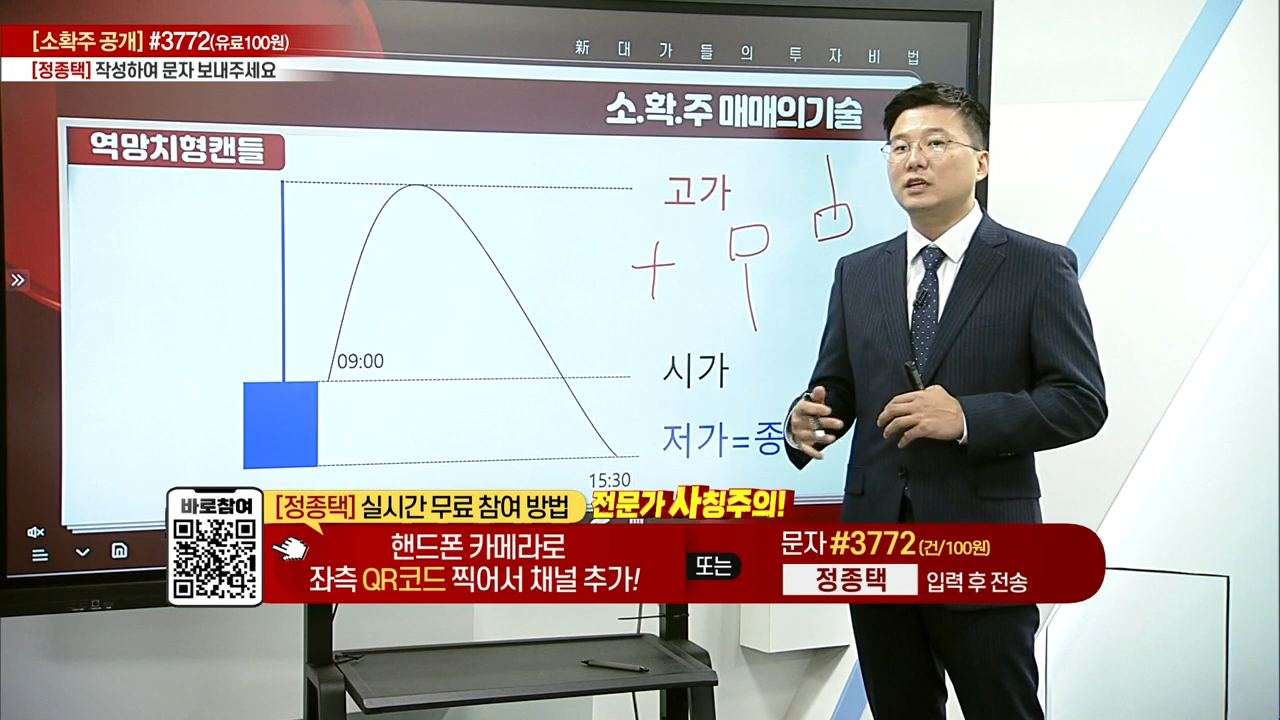 [소확주 공개] #3772(유료100원)
[정종택] 작성하여 문자 보내주세요
新 대 가 들 의 투 자 비 법
소.확.주 매매의기술
역망치형캔들
고가
+
09:00
시가
저가=종
15:30
바로참여
[정종택] 실시간 무료 참여 방법
전문가 사칭주의!
핸드폰 카메라로
좌측 QR코드 찍어서 채널 추가!
또는
문자 #3772 (건/100원)
정종택 입력 후 전송